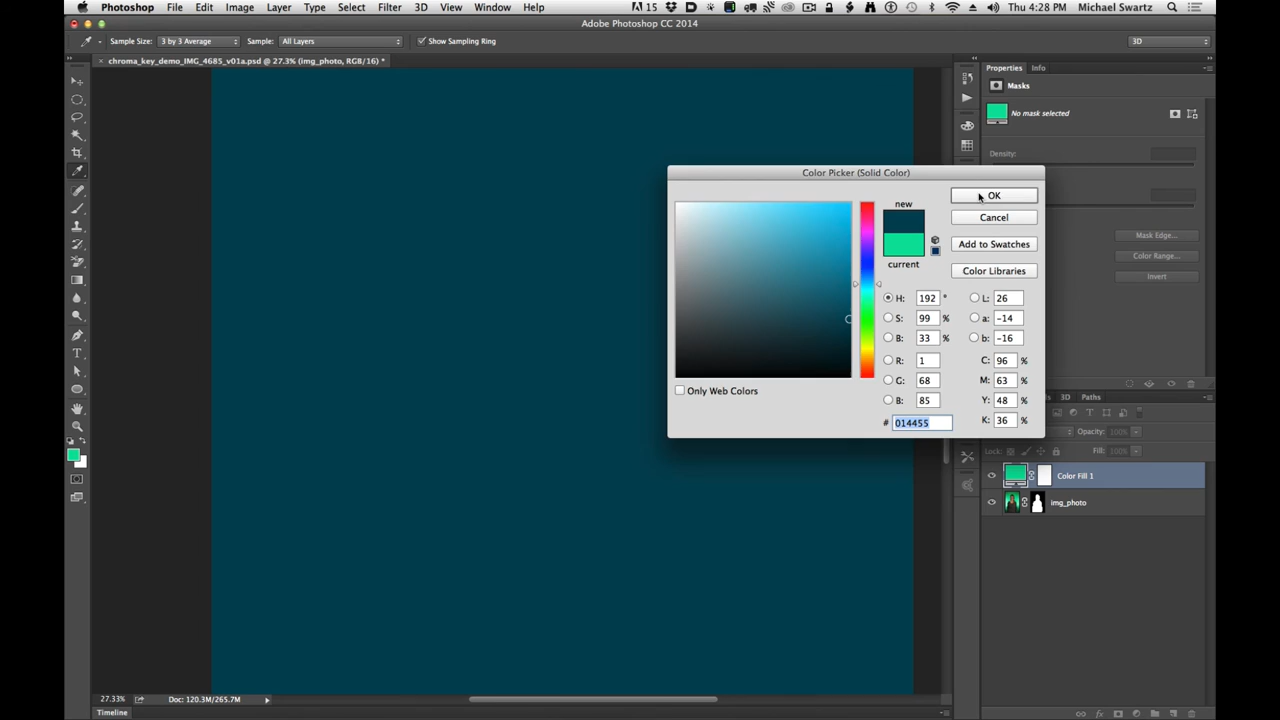 Photoshop File Edit Image Layer Type Select Filter 3D View Window Help 15 Thu 4:28 PM Michael Swartz
Adobe Photoshop CC 2014
Sample Size: 3 by 3 Average Sample: All Layers Show Sampling Ring 3D
chroma_key_demo_IMG_4685_v01a.psd @ 27.3% (img_photo, RGB/16) *
Properties Info
Masks
No mask selected
Density:
Mask Edge...
Color Range...
Invert
Color Picker (Solid Color)
new
current
OK
Cancel
Add to Swatches
Color Libraries
H: 192 ° L: 26
S: 99 % a: -14
B: 33 % b: -16
R: 1 C: 96 %
G: 68 M: 63 %
B: 85 Y: 48 %
# 014455 K: 36 %
Only Web Colors
3D Paths
Opacity: 100%
Lock: Fill: 100%
Color Fill 1
img_photo
27.33% Doc: 120.3M/265.7M
Timeline